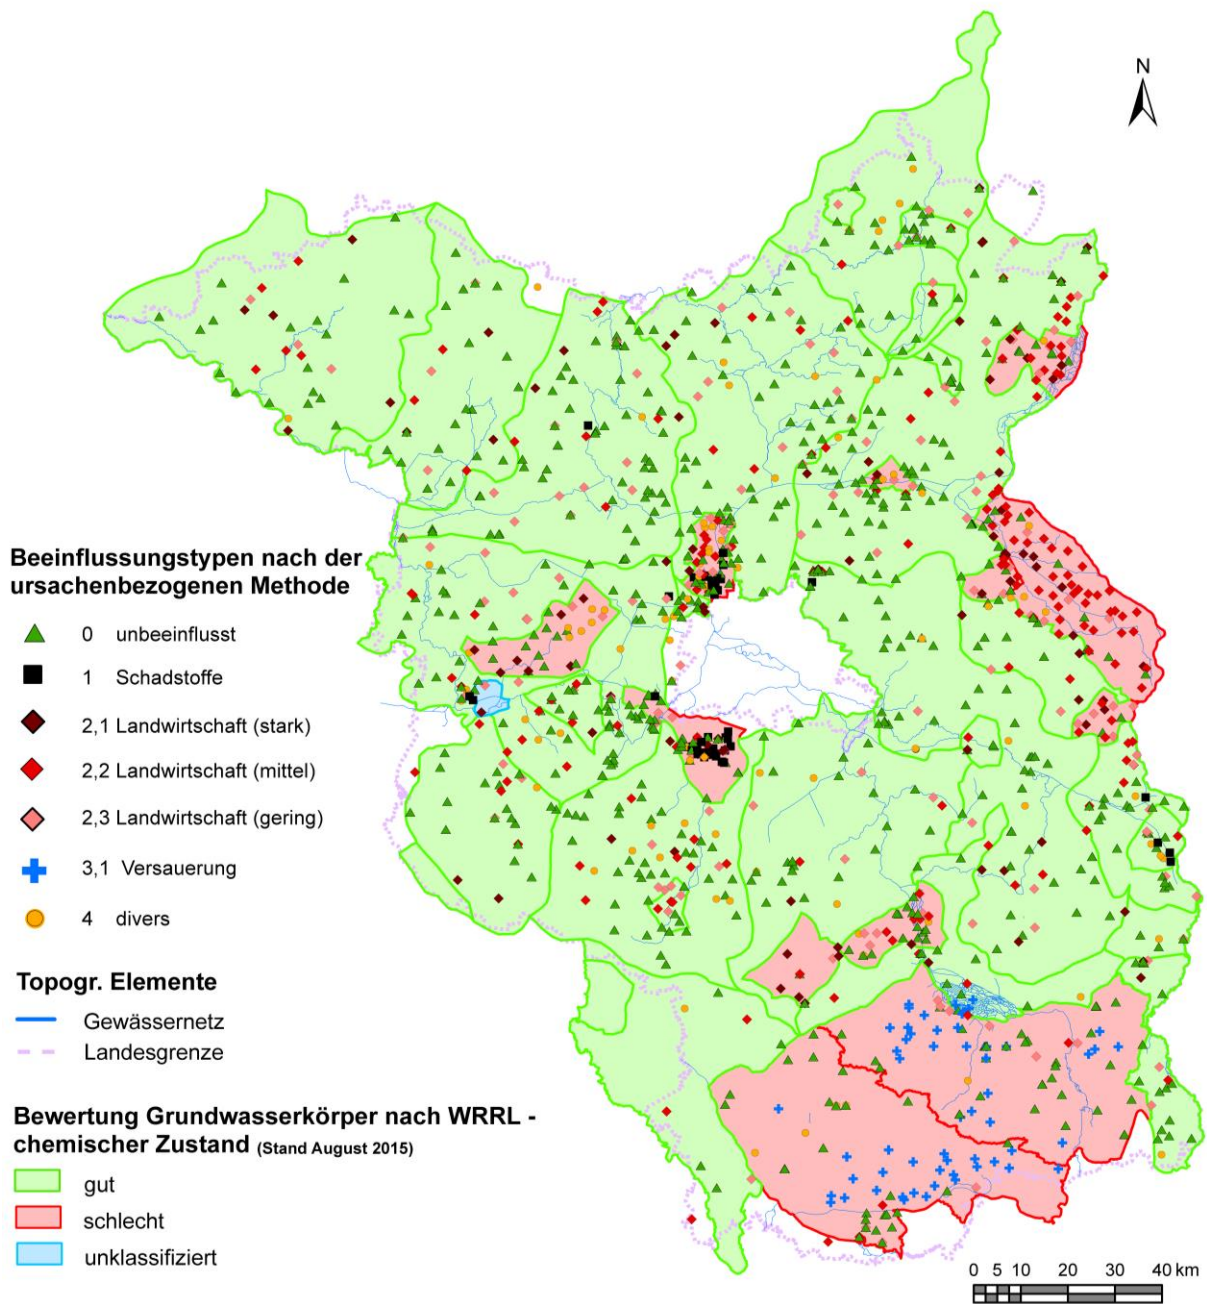 N
Beeinflussungstypen nach der
ursachenbezogenen Methode
0 unbeeinflusst
1 Schadstoffe
2,1 Landwirtschaft (stark)
2,2 Landwirtschaft (mittel)
2,3 Landwirtschaft (gering)
3,1 Versauerung
4 divers
Topogr. Elemente
Gewässernetz
Landesgrenze
Bewertung Grundwasserkörper nach WRRL -
chemischer Zustand (Stand August 2015)
gut
schlecht
unklassifiziert
0 5 10 20 30 40 km